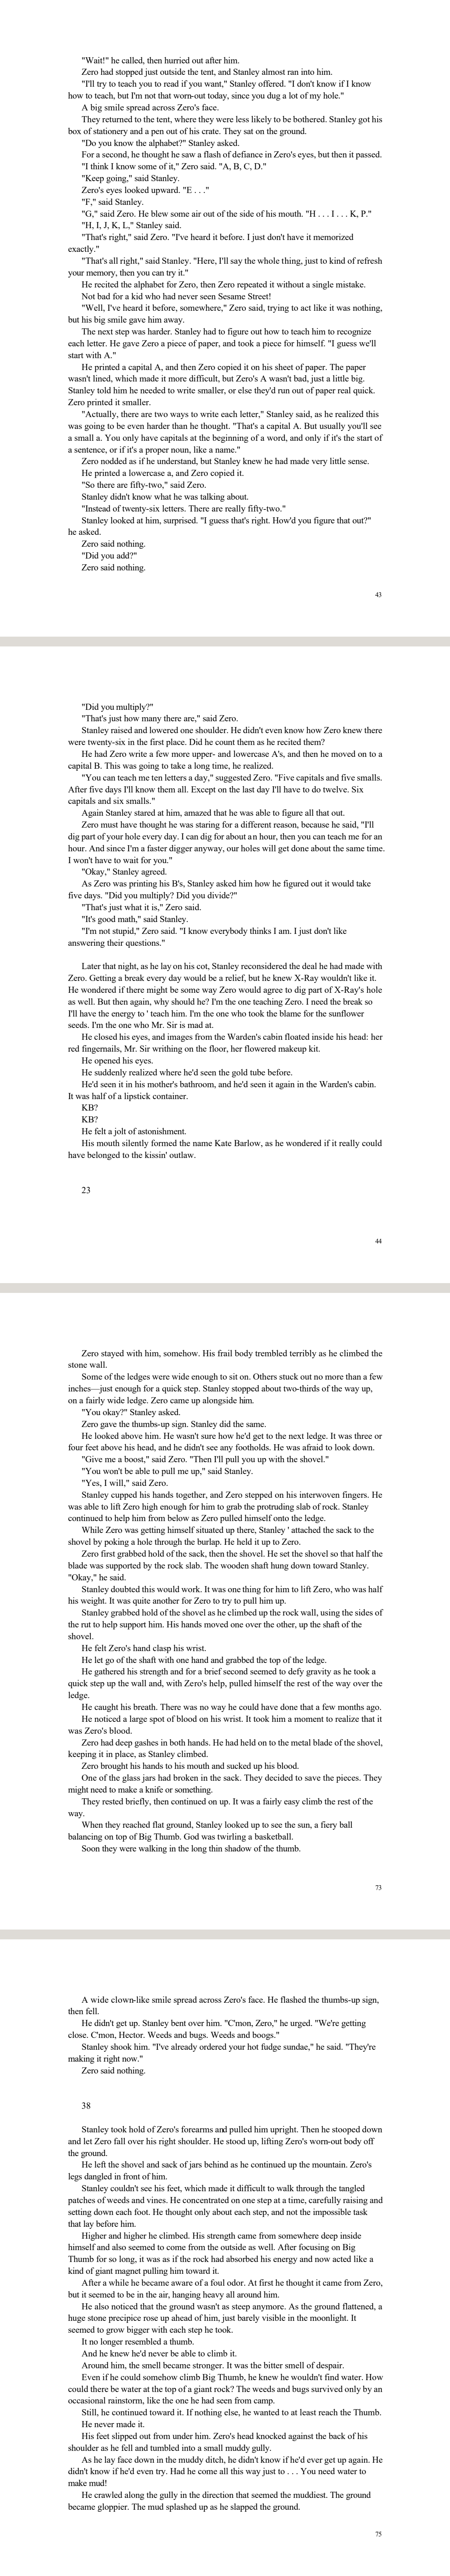 "Wait!" he called, then hurried out after him.
Zero had stopped just outside the tent, and Stanley almost ran into him.
"I'll try to teach you to read if you want," Stanley offered. "I don't know if I know
how to teach, but I'm not that worn-out today, since you dug a lot of my hole."
A big smile spread across Zero's face.
They returned to the tent, where they were less likely to be bothered. Stanley got his
box of stationery and a pen out of his crate. They sat on the ground.
"Do you know the alphabet?" Stanley asked.
For a second, he thought he saw a flash of defiance in Zero's eyes, but then it passed.
"I think I know some of it," Zero said. "A, B, C, D."
"Keep going," said Stanley.
Zero's eyes looked upward. "E . . ."
"F," said Stanley.
"G," said Zero. He blew some air out of the side of his mouth. "H . . . I . . . K, P."
"H, I, J, K, L," Stanley said.
"That's right," said Zero. "I've heard it before. I just don't have it memorized
exactly."
"That's all right," said Stanley. "Here, I'll say the whole thing, just to kind of refresh
your memory, then you can try it."
He recited the alphabet for Zero, then Zero repeated it without a single mistake.
Not bad for a kid who had never seen Sesame Street!
"Well, I've heard it before, somewhere," Zero said, trying to act like it was nothing,
but his big smile gave him away.
The next step was harder. Stanley had to figure out how to teach him to recognize
each letter. He gave Zero a piece of paper, and took a piece for himself. "I guess we'll
start with A."
He printed a capital A, and then Zero copied it on his sheet of paper. The paper
wasn't lined, which made it more difficult, but Zero's A wasn't bad, just a little big.
Stanley told him he needed to write smaller, or else they'd run out of paper real quick.
Zero printed it smaller.
"Actually, there are two ways to write each letter," Stanley said, as he realized this
was going to be even harder than he thought. "That's a capital A. But usually you'll see
a small a. You only have capitals at the beginning of a word, and only if it's the start of
a sentence, or if it's a proper noun, like a name."
Zero nodded as if he understand, but Stanley knew he had made very little sense.
He printed a lowercase a, and Zero copied it.
"So there are fifty-two," said Zero.
Stanley didn't know what he was talking about.
"Instead of twenty-six letters. There are really fifty-two."
Stanley looked at him, surprised. "I guess that's right. How'd you figure that out?"
he asked.
Zero said nothing.
"Did you add?"
Zero said nothing.
43
"Did you multiply?"
"That's just how many there are," said Zero.
Stanley raised and lowered one shoulder. He didn't even know how Zero knew there
were twenty-six in the first place. Did he count them as he recited them?
He had Zero write a few more upper- and lowercase A's, and then he moved on to a
capital B. This was going to take a long time, he realized.
"You can teach me ten letters a day," suggested Zero. "Five capitals and five smalls.
After five days I'll know them all. Except on the last day I'll have to do twelve. Six
capitals and six smalls."
Again Stanley stared at him, amazed that he was able to figure all that out.
Zero must have thought he was staring for a different reason, because he said, "I'll
dig part of your hole every day. I can dig for about an hour, then you can teach me for an
hour. And since I'm a faster digger anyway, our holes will get done about the same time.
I won't have to wait for you."
"Okay," Stanley agreed.
As Zero was printing his B's, Stanley asked him how he figured out it would take
five days. "Did you multiply? Did you divide?"
"That's just what it is," Zero said.
"It's good math," said Stanley.
"I'm not stupid," Zero said. "I know everybody thinks I am. I just don't like
answering their questions."
Later that night, as he lay on his cot, Stanley reconsidered the deal he had made with
Zero. Getting a break every day would be a relief, but he knew X-Ray wouldn't like it.
He wondered if there might be some way Zero would agree to dig part of X-Ray's hole
as well. But then again, why should he? I'm the one teaching Zero. I need the break so
I'll have the energy to ' teach him. I'm the one who took the blame for the sunflower
seeds. I'm the one who Mr. Sir is mad at.
He closed his eyes, and images from the Warden's cabin floated inside his head: her
red fingernails, Mr. Sir writhing on the floor, her flowered makeup kit.
He opened his eyes.
He suddenly realized where he'd seen the gold tube before.
He'd seen it in his mother's bathroom, and he'd seen it again in the Warden's cabin.
It was half of a lipstick container.
KB?
KB?
He felt a jolt of astonishment.
His mouth silently formed the name Kate Barlow, as he wondered if it really could
have belonged to the kissin' outlaw.
23
44
Zero stayed with him, somehow. His frail body trembled terribly as he climbed the
stone wall.
Some of the ledges were wide enough to sit on. Others stuck out no more than a few
inches—just enough for a quick step. Stanley stopped about two-thirds of the way up,
on a fairly wide ledge. Zero came up alongside him.
"You okay?" Stanley asked.
Zero gave the thumbs-up sign. Stanley did the same.
He looked above him. He wasn't sure how he'd get to the next ledge. It was three or
four feet above his head, and he didn't see any footholds. He was afraid to look down.
"Give me a boost," said Zero. "Then I'll pull you up with the shovel."
"You won't be able to pull me up," said Stanley.
"Yes, I will," said Zero.
Stanley cupped his hands together, and Zero stepped on his interwoven fingers. He
was able to lift Zero high enough for him to grab the protruding slab of rock. Stanley
continued to help him from below as Zero pulled himself onto the ledge.
While Zero was getting himself situated up there, Stanley ' attached the sack to the
shovel by poking a hole through the burlap. He held it up to Zero.
Zero first grabbed hold of the sack, then the shovel. He set the shovel so that half the
blade was supported by the rock slab. The wooden shaft hung down toward Stanley.
"Okay," he said.
Stanley doubted this would work. It was one thing for him to lift Zero, who was half
his weight. It was quite another for Zero to try to pull him up.
Stanley grabbed hold of the shovel as he climbed up the rock wall, using the sides of
the rut to help support him. His hands moved one over the other, up the shaft of the
shovel.
He felt Zero's hand clasp his wrist.
He let go of the shaft with one hand and grabbed the top of the ledge.
He gathered his strength and for a brief second seemed to defy gravity as he took a
quick step up the wall and, with Zero's help, pulled himself the rest of the way over the
ledge.
He caught his breath. There was no way he could have done that a few months ago.
He noticed a large spot of blood on his wrist. It took him a moment to realize that it
was Zero's blood.
Zero had deep gashes in both hands. He had held on to the metal blade of the shovel,
keeping it in place, as Stanley climbed.
Zero brought his hands to his mouth and sucked up his blood.
One of the glass jars had broken in the sack. They decided to save the pieces. They
might need to make a knife or something.
They rested briefly, then continued on up. It was a fairly easy climb the rest of the
way.
When they reached flat ground, Stanley looked up to see the sun, a fiery ball
balancing on top of Big Thumb. God was twirling a basketball.
Soon they were walking in the long thin shadow of the thumb.
73
A wide clown-like smile spread across Zero's face. He flashed the thumbs-up sign,
then fell.
He didn't get up. Stanley bent over him. "C'mon, Zero," he urged. "We're getting
close. C'mon, Hector. Weeds and bugs. Weeds and boogs."
Stanley shook him. "I've already ordered your hot fudge sundae," he said. "They're
making it right now."
Zero said nothing.
38
Stanley took hold of Zero's forearms and pulled him upright. Then he stooped down
and let Zero fall over his right shoulder. He stood up, lifting Zero's worn-out body off
the ground.
He left the shovel and sack of jars behind as he continued up the mountain. Zero's
legs dangled in front of him.
Stanley couldn't see his feet, which made it difficult to walk through the tangled
patches of weeds and vines. He concentrated on one step at a time, carefully raising and
setting down each foot. He thought only about each step, and not the impossible task
that lay before him.
Higher and higher he climbed. His strength came from somewhere deep inside
himself and also seemed to come from the outside as well. After focusing on Big
Thumb for so long, it was as if the rock had absorbed his energy and now acted like a
kind of giant magnet pulling him toward it.
After a while he became aware of a foul odor. At first he thought it came from Zero,
but it seemed to be in the air, hanging heavy all around him.
He also noticed that the ground wasn't as steep anymore. As the ground flattened, a
huge stone precipice rose up ahead of him, just barely visible in the moonlight. It
seemed to grow bigger with each step he took.
It no longer resembled a thumb.
And he knew he'd never be able to climb it.
Around him, the smell became stronger. It was the bitter smell of despair.
Even if he could somehow climb Big Thumb, he knew he wouldn't find water. How
could there be water at the top of a giant rock? The weeds and bugs survived only by an
occasional rainstorm, like the one he had seen from camp.
Still, he continued toward it. If nothing else, he wanted to at least reach the Thumb.
He never made it.
His feet slipped out from under him. Zero's head knocked against the back of his
shoulder as he fell and tumbled into a small muddy gully.
As he lay face down in the muddy ditch, he didn't know if he'd ever get up again. He
didn't know if he'd even try. Had he come all this way just to . . . You need water to
make mud!
He crawled along the gully in the direction that seemed the muddiest. The ground
became gloppier. The mud splashed up as he slapped the ground.
75